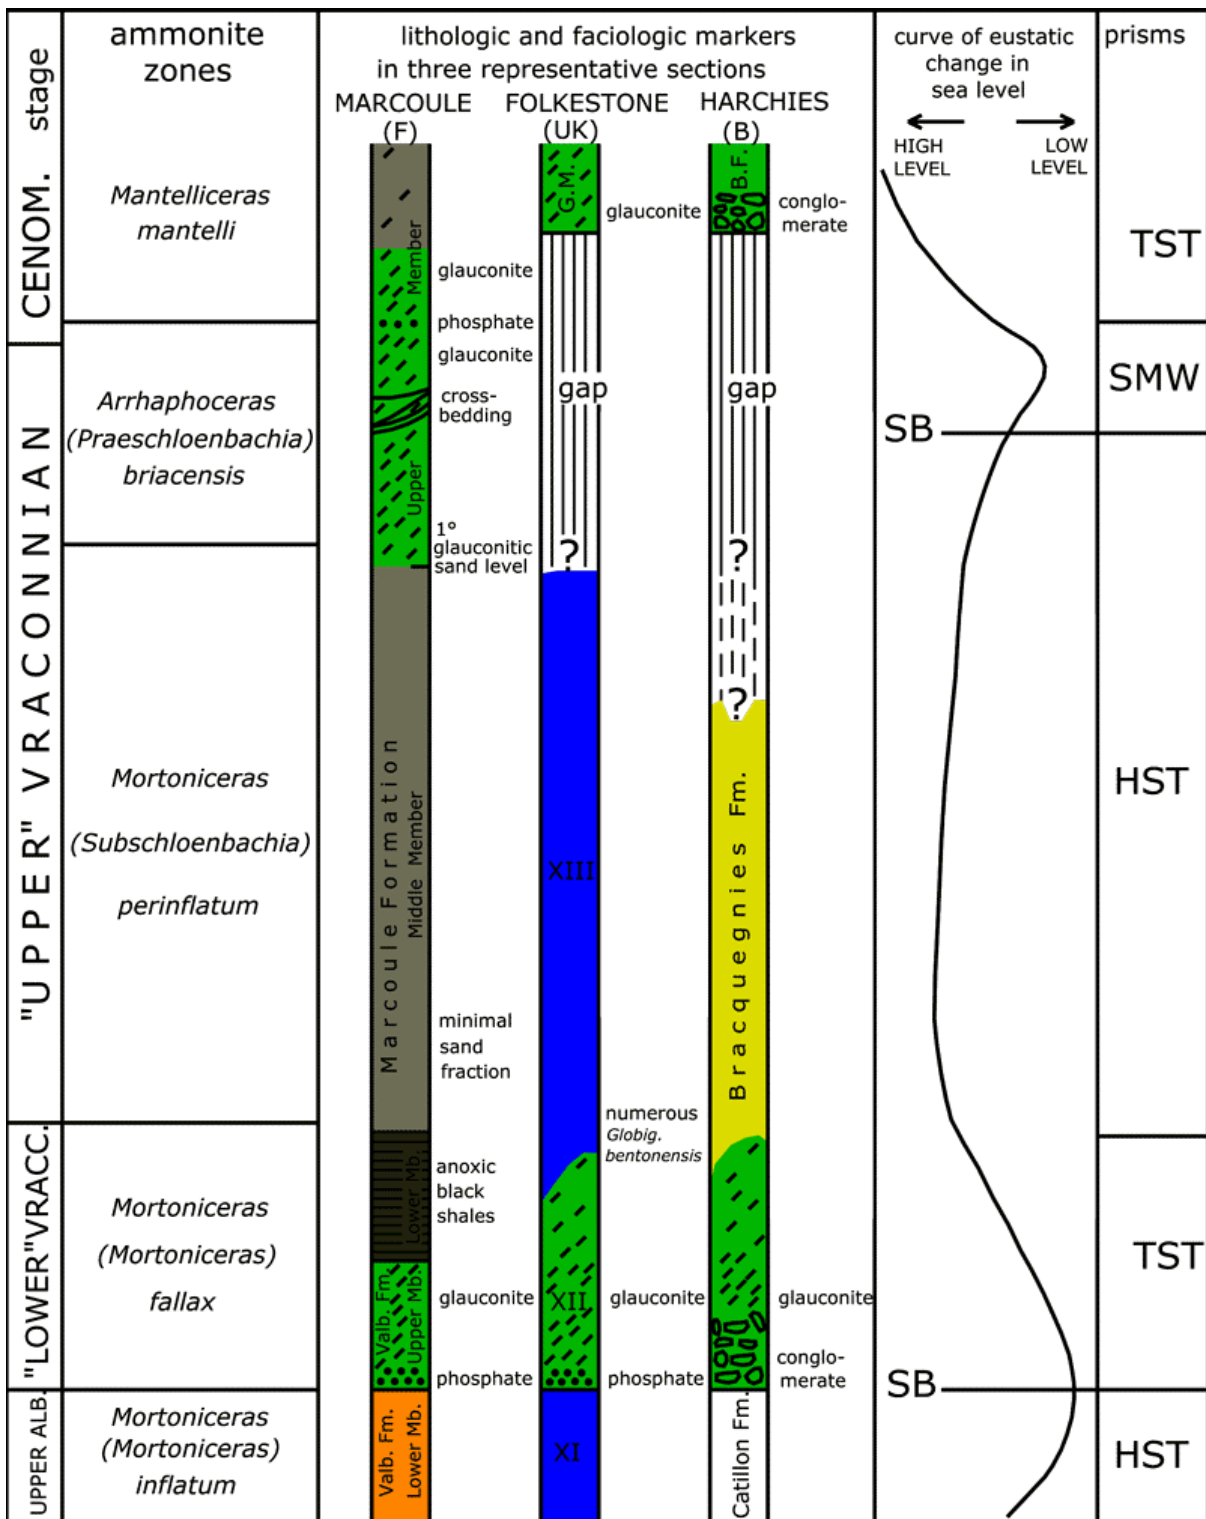 stage
CENOM.
"UPPER" VRACONNIAN
"LOWER"VRACC.
UPPER ALB.
ammonite
zones
Mantelliceras
mantelli
Arrhaphoceras
(Praeschloenbachia)
briacensis
Mortoniceras
(Subschloenbachia)
perinflatum
Mortoniceras
(Mortoniceras)
fallax
Mortoniceras
(Mortoniceras)
inflatum
lithologic and faciologic markers
in three representative sections
MARCOULE
(F)
Upper Member
Marcoule Formation
Middle Member
Lower Mb.
Valb. Fm.
Upper Mb.
Valb. Fm.
Lower Mb.
glauconite
phosphate
glauconite
cross-
bedding
1°
glauconitic
sand level
minimal
sand
fraction
anoxic
black
shales
glauconite
phosphate
FOLKESTONE
(UK)
G.M.
gap
?
XIII
XII
XI
glauconite
numerous
Globig.
bentonensis
glauconite
phosphate
HARCHIES
(B)
B.F.
gap
?
?
Bracquegnies Fm.
Catillon Fm.
conglo-
merate
glauconite
conglo-
merate
curve of eustatic
change in
sea level
HIGH
LEVEL
LOW
LEVEL
SB
SB
prisms
TST
SMW
HST
TST
HST